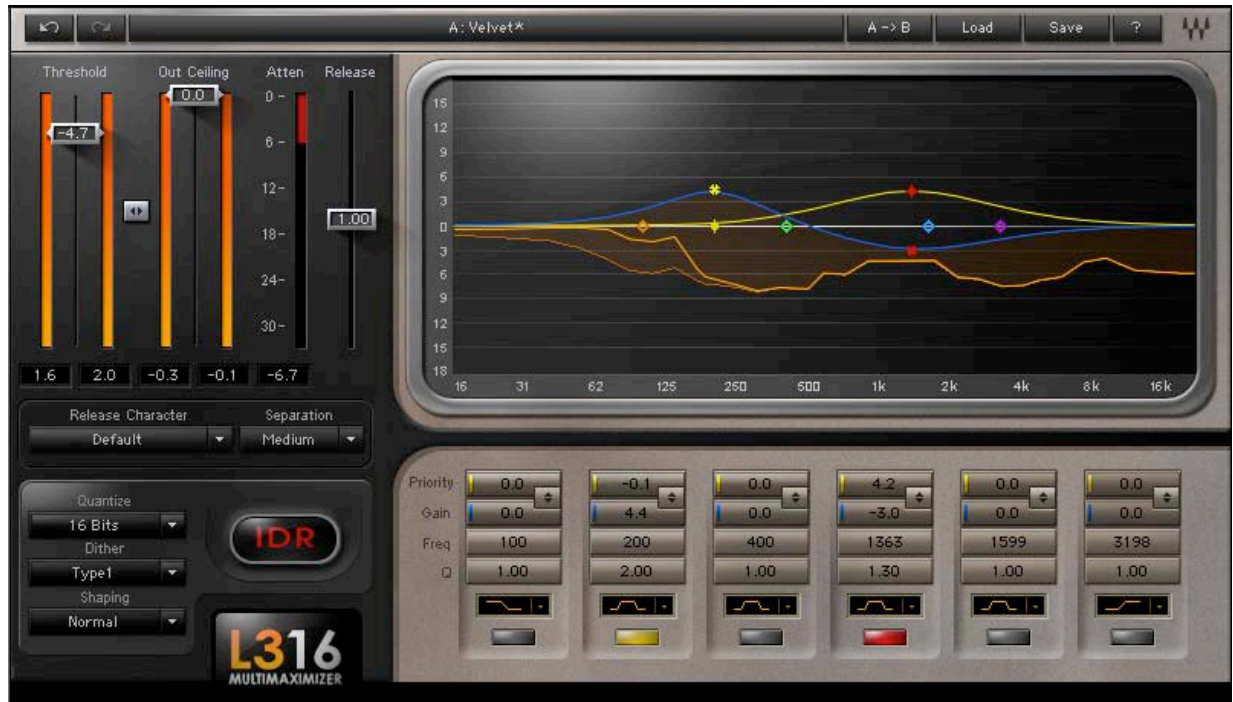 A: Velvet* A->B Load Save ?
Threshold Out Ceiling Atten Release
-4.7 0.0 1.00
0 -
6 -
12 -
18 -
24 -
30 -
1.6 2.0 -0.3 -0.1 -6.7
Release Character Separation
Default Medium
Quantize
16 Bits
Dither
Type1
Shaping
Normal
IDR
L316
MULTIMAXIMIZER
15
12
9
6
3
0
3
6
9
12
15
18
16 31 62 125 250 500 1k 2k 4k 8k 16k
Priority 0.0 -0.1 0.0 4.2 0.0 0.0
Gain 0.0 4.4 0.0 -3.0 0.0 0.0
Freq 100 200 400 1363 1599 3198
Q 1.00 2.00 1.00 1.30 1.00 1.00